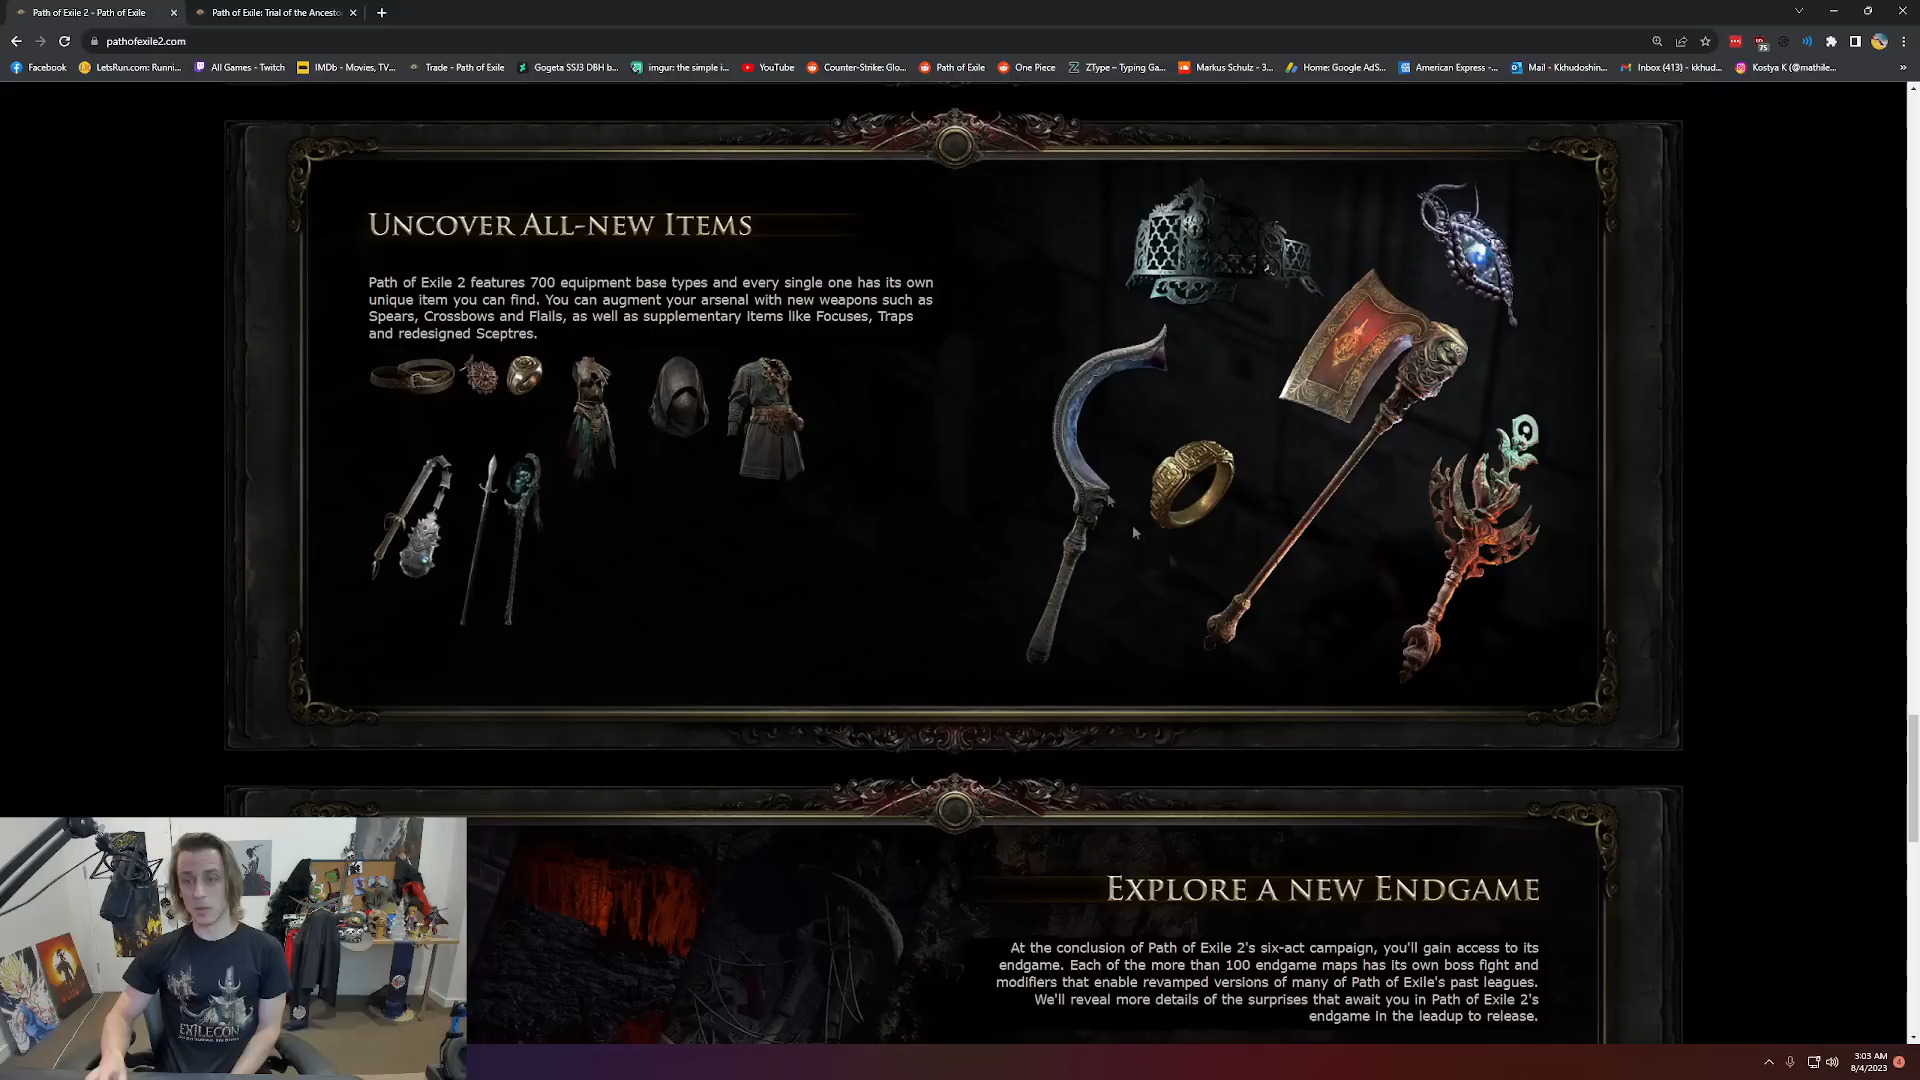 Path of Exile 2 - Path of Exile
Path of Exile: Trial of the Ancesto
pathofexile2.com
75
Facebook
LetsRun.com: Runni...
All Games - Twitch
IMDb - Movies, TV...
Trade - Path of Exile
Gogeta SSJ3 DBH b...
imgur: the simple i...
YouTube
Counter-Strike: Glo...
Path of Exile
One Piece
ZType – Typing Ga...
Markus Schulz - 3...
Home: Google AdS...
American Express -...
Mail - Kkhudoshin...
Inbox (413) - kkhud...
Kostya K (@mathile...
»
Uncover All-new Items
Path of Exile 2 features 700 equipment base types and every single one has its own
unique item you can find. You can augment your arsenal with new weapons such as
Spears, Crossbows and Flails, as well as supplementary items like Focuses, Traps
and redesigned Sceptres.
Explore a new Endgame
At the conclusion of Path of Exile 2's six-act campaign, you'll gain access to its
endgame. Each of the more than 100 endgame maps has its own boss fight and
modifiers that enable revamped versions of many of Path of Exile's past leagues.
We'll reveal more details of the surprises that await you in Path of Exile 2's
endgame in the leadup to release.
EXILECON
3:03 AM
8/4/2023
4